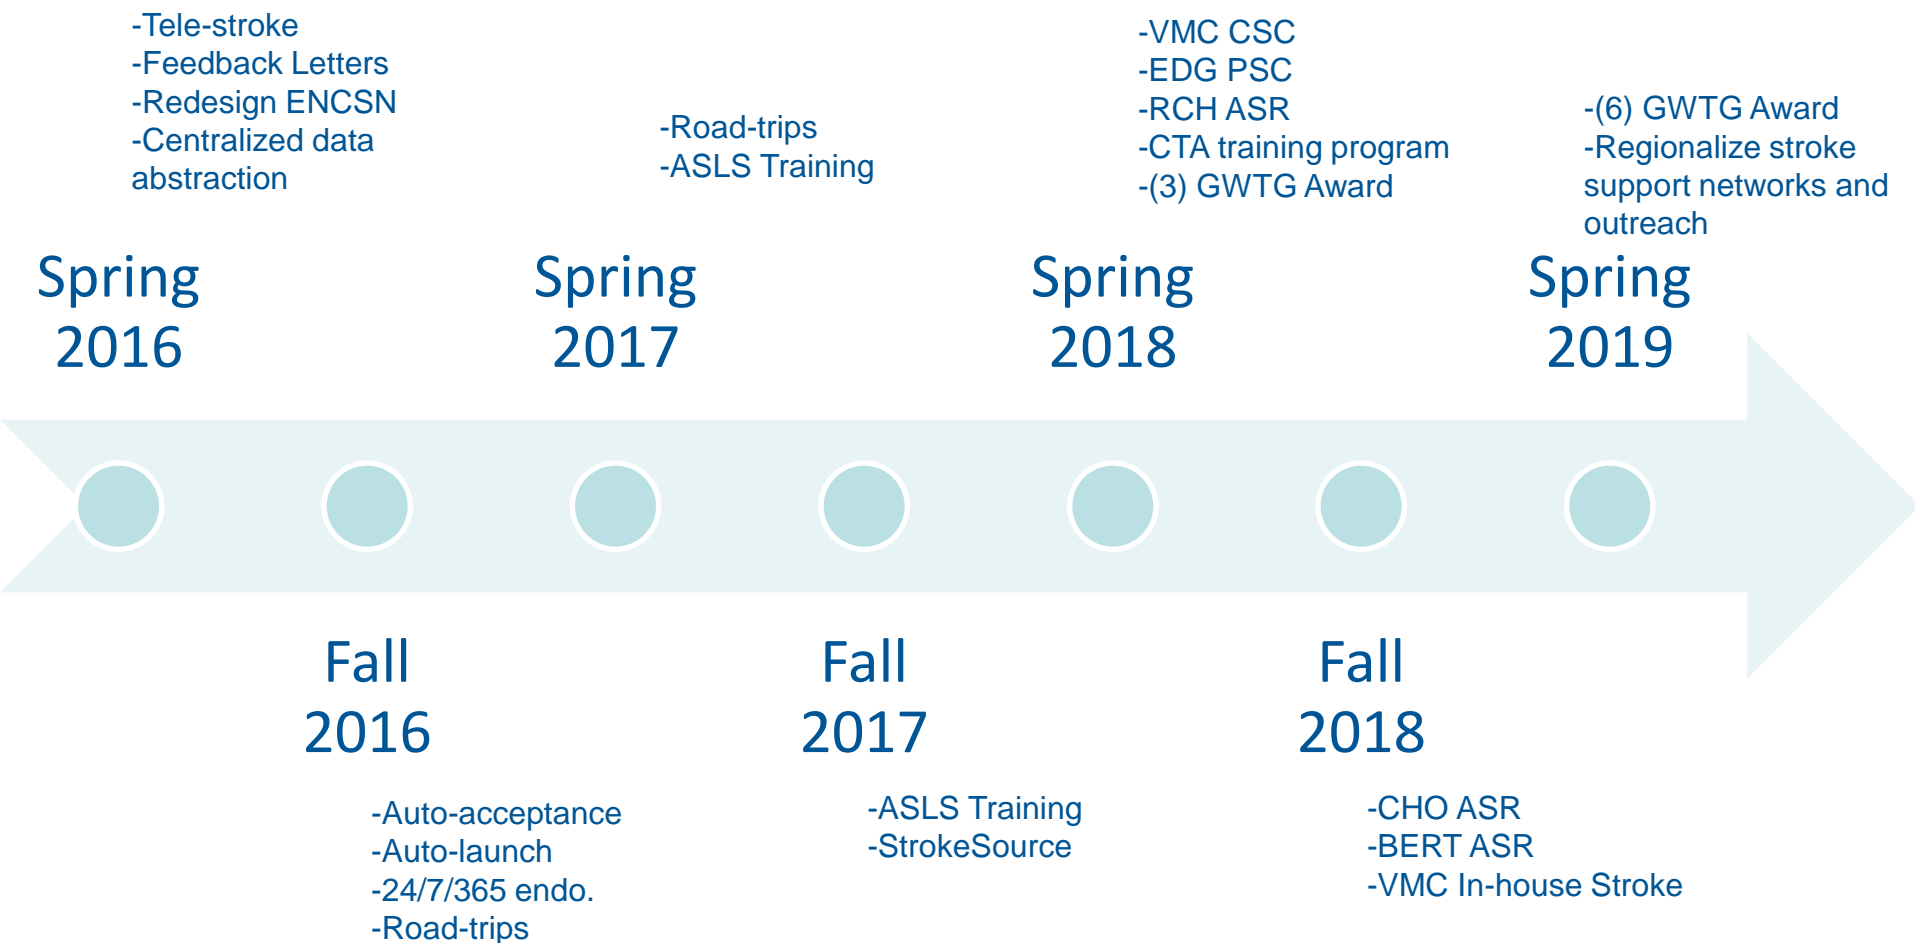 -Tele-stroke
-Feedback Letters
-Redesign ENCSN
-Centralized data
abstraction
-Road-trips
-ASLS Training
-VMC CSC
-EDG PSC
-RCH ASR
-CTA training program
-(3) GWTG Award
-(6) GWTG Award
-Regionalize stroke
support networks and
outreach
Spring
2016
Spring
2017
Spring
2018
Spring
2019
Fall
2016
Fall
2017
Fall
2018
-Auto-acceptance
-Auto-launch
-24/7/365 endo.
-Road-trips
-ASLS Training
-StrokeSource
-CHO ASR
-BERT ASR
-VMC In-house Stroke